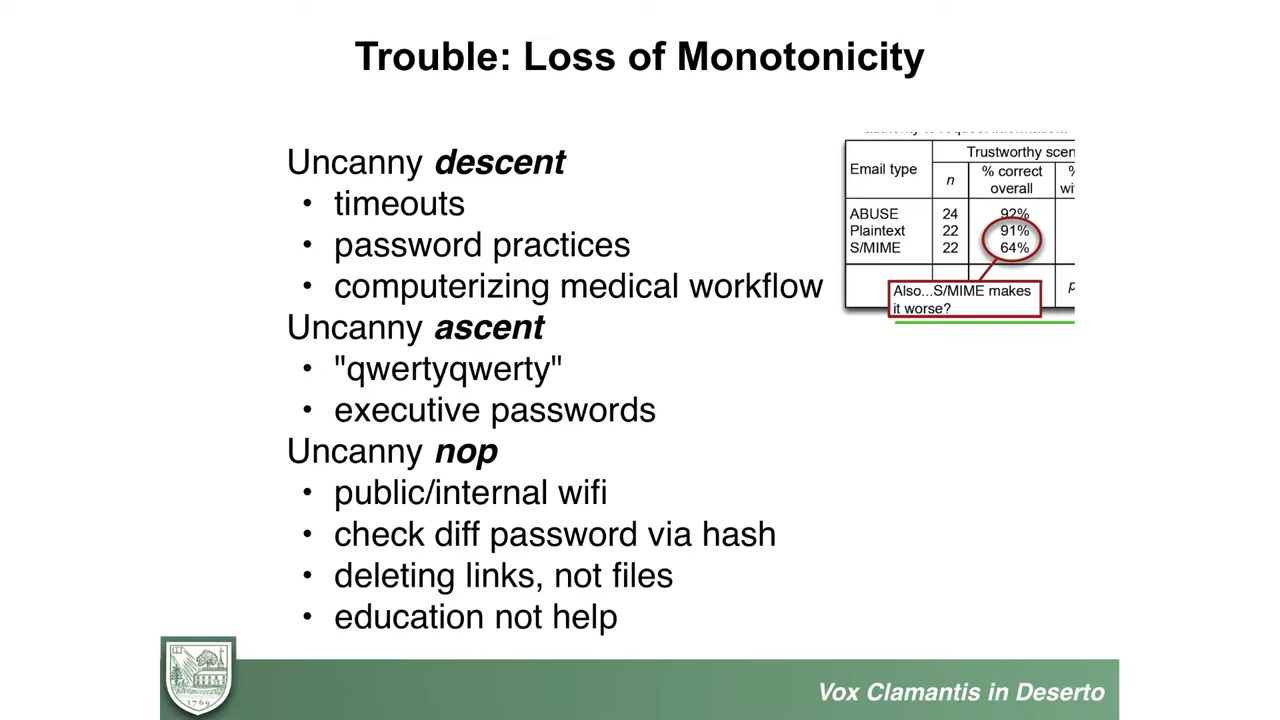 Trouble: Loss of Monotonicity
Uncanny descent
• timeouts
• password practices
• computerizing medical workflow
Uncanny ascent
• "qwertyqwerty"
• executive passwords
Uncanny nop
• public/internal wifi
• check diff password via hash
• deleting links, not files
• education not help
Trustworthy scen
Email type n % correct overall % wi
ABUSE 24 92%
Plaintext 22 91%
S/MIME 22 64%
p
Also...S/MIME makes
it worse?
1769
Vox Clamantis in Deserto